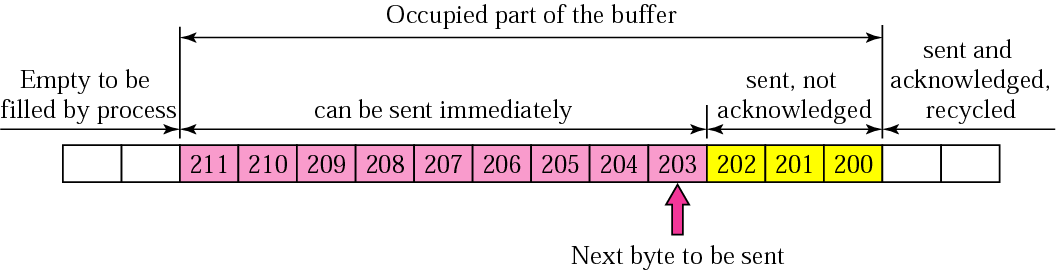 Occupied part of the buffer
Empty to be
filled by process
can be sent immediately
sent, not
acknowledged
sent and
acknowledged,
recycled
211 210 209 208 207 206 205 204 203 202 201 200
Next byte to be sent